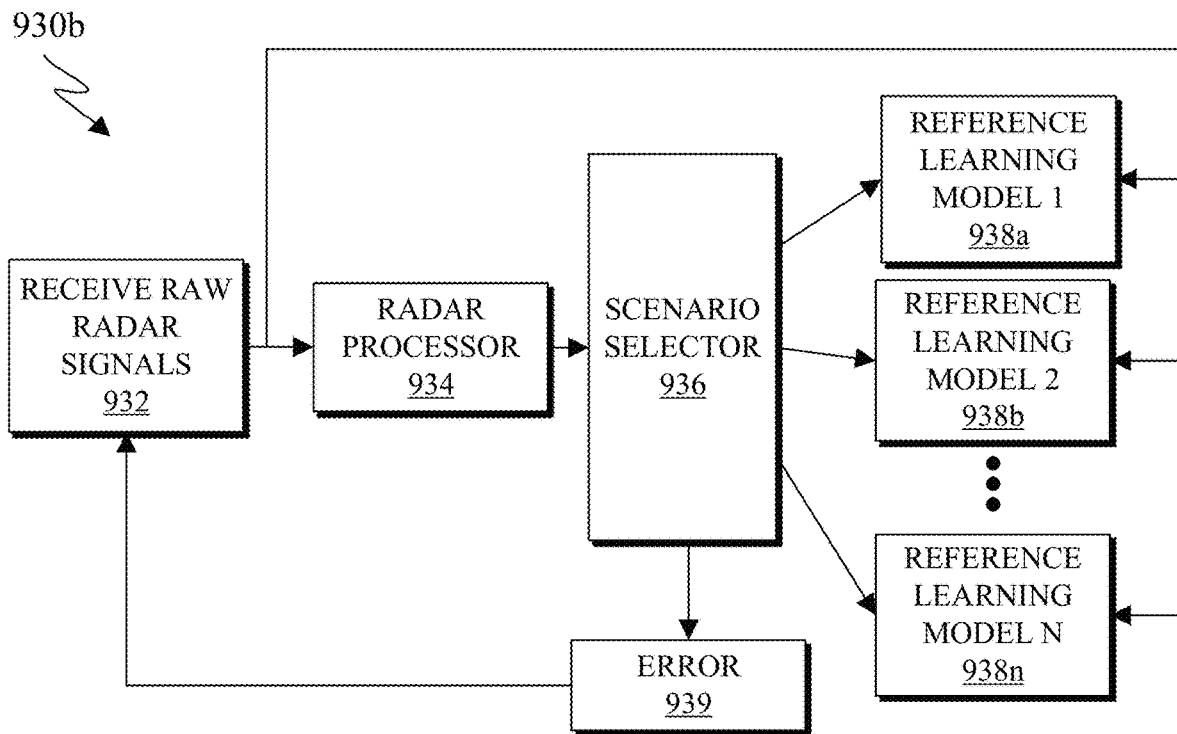 930b
RECEIVE RAW
RADAR
SIGNALS
932
RADAR
PROCESSOR
934
SCENARIO
SELECTOR
936
REFERENCE
LEARNING
MODEL 1
938a
REFERENCE
LEARNING
MODEL 2
938b
REFERENCE
LEARNING
MODEL N
938n
ERROR
939